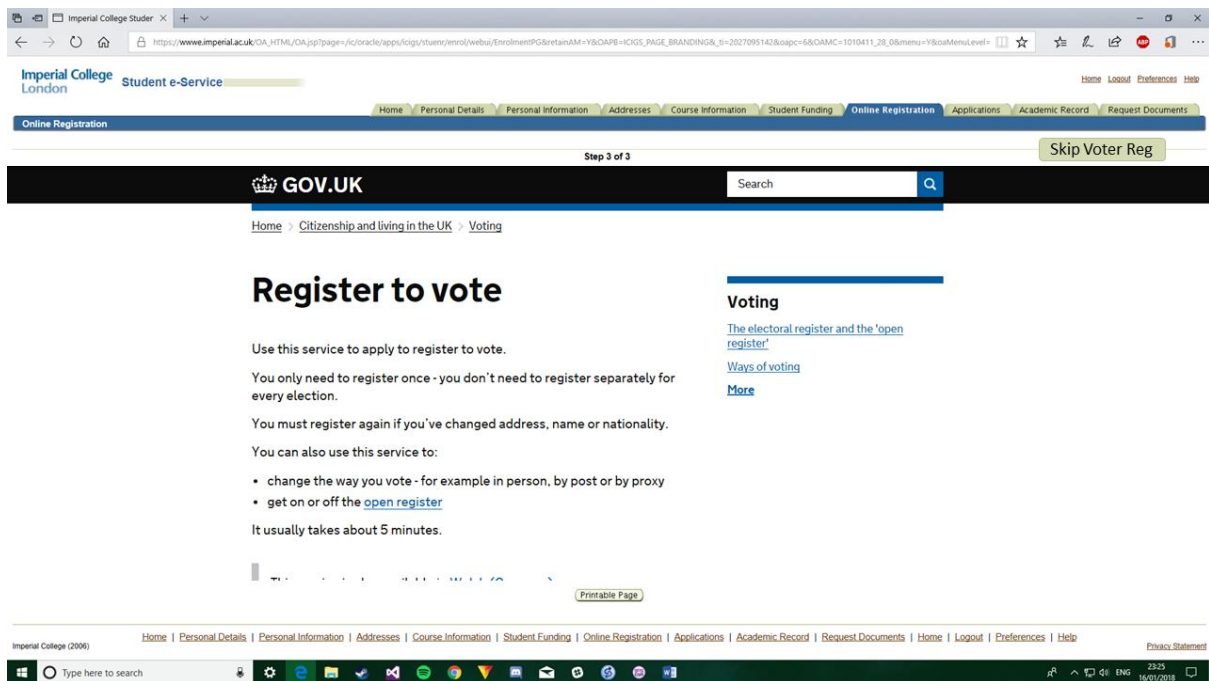 Imperial College Studer
https://wwwe.imperial.ac.uk/OA_HTML/OA.jsp?page=/ic/oracle/apps/icigs/stuenr/enrol/webui/EnrolmentPG&retainAM=Y&OAPB=ICIGS_PAGE_BRANDING&_ti=2027095142&oapc=6&OAMC=1010411_28_0&menu=Y&oaMenuLevel=
ABP
Imperial College
London
Student e-Service
Home Logout Preferences Help
Home Personal Details Personal Information Addresses Course Information Student Funding Online Registration Applications Academic Record Request Documents
Online Registration
Step 3 of 3
Skip Voter Reg
GOV.UK
Search
Home > Citizenship and living in the UK > Voting
Register to vote
Use this service to apply to register to vote.
You only need to register once - you don't need to register separately for
every election.
You must register again if you've changed address, name or nationality.
You can also use this service to:
• change the way you vote - for example in person, by post or by proxy
• get on or off the open register
It usually takes about 5 minutes.
Voting
The electoral register and the 'open
register'
Ways of voting
More
Printable Page
Home | Personal Details | Personal Information | Addresses | Course Information | Student Funding | Online Registration | Applications | Academic Record | Request Documents | Home | Logout | Preferences | Help
Imperial College (2006)
Privacy Statement
Type here to search
ENG
23:25
16/01/2018